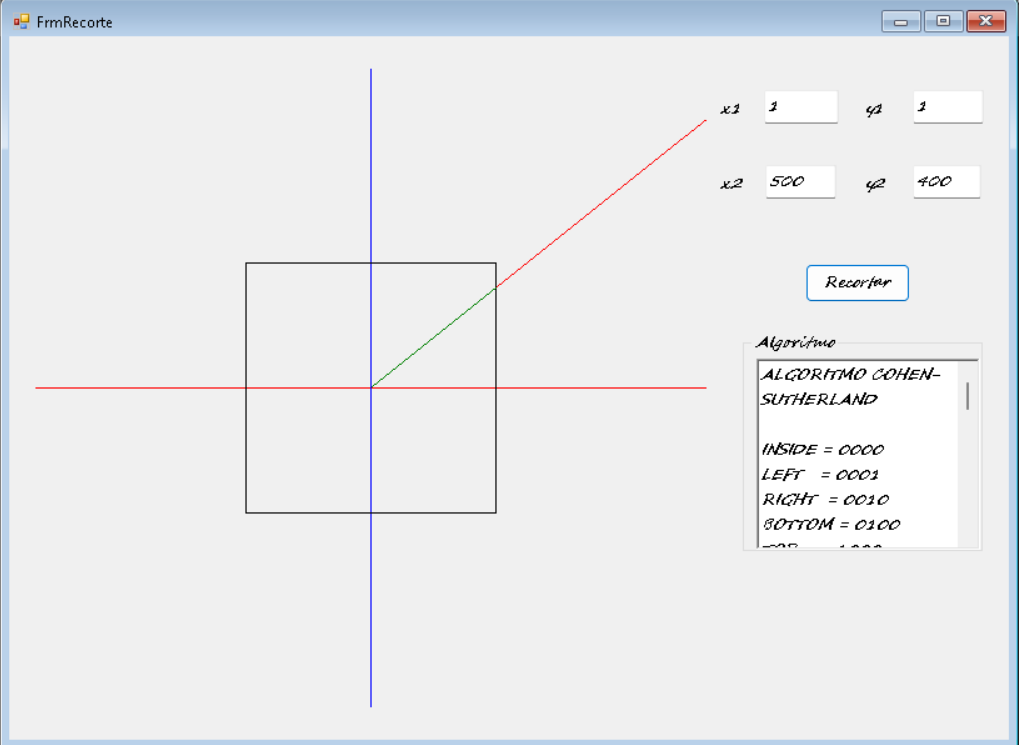 FrmRecorte
x1 1 y1 1
x2 500 y2 400
Recortar
Algoritmo
ALGORITMO COHEN-
SUTHERLAND
INSIDE = 0000
LEFT = 0001
RIGHT = 0010
BOTTOM = 0100